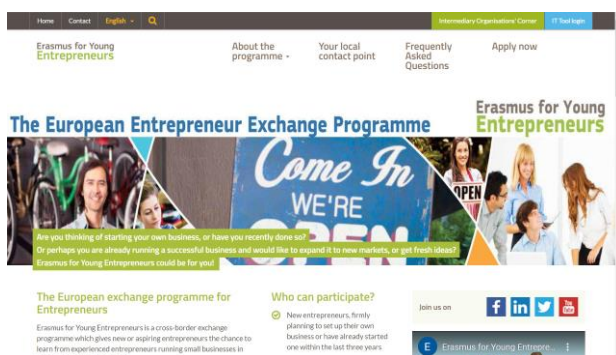 Home Contact English
Intermediary Organisations' Corner IT Tool login
Erasmus for Young
Entrepreneurs
About the
programme
Your local
contact point
Frequently
Asked
Questions
Apply now
The European Entrepreneur Exchange Programme
Erasmus for Young
Entrepreneurs
Come In
WE'RE
OPEN
OPEN
Are you thinking of starting your own business, or have you recently done so?
Or perhaps you are already running a successful business and would like to expand it to new markets, or get fresh ideas?
Erasmus for Young Entrepreneurs could be for you!
The European exchange programme for
Entrepreneurs
Erasmus for Young Entrepreneurs is a cross-border exchange
programme which gives new or aspiring entrepreneurs the chance to
learn from experienced entrepreneurs running small businesses in
Who can participate?
New entrepreneurs, firmly
planning to set up their own
business or have already started
one within the last three years
Join us on
f in You Tube
E Erasmus for Young Entrepre...